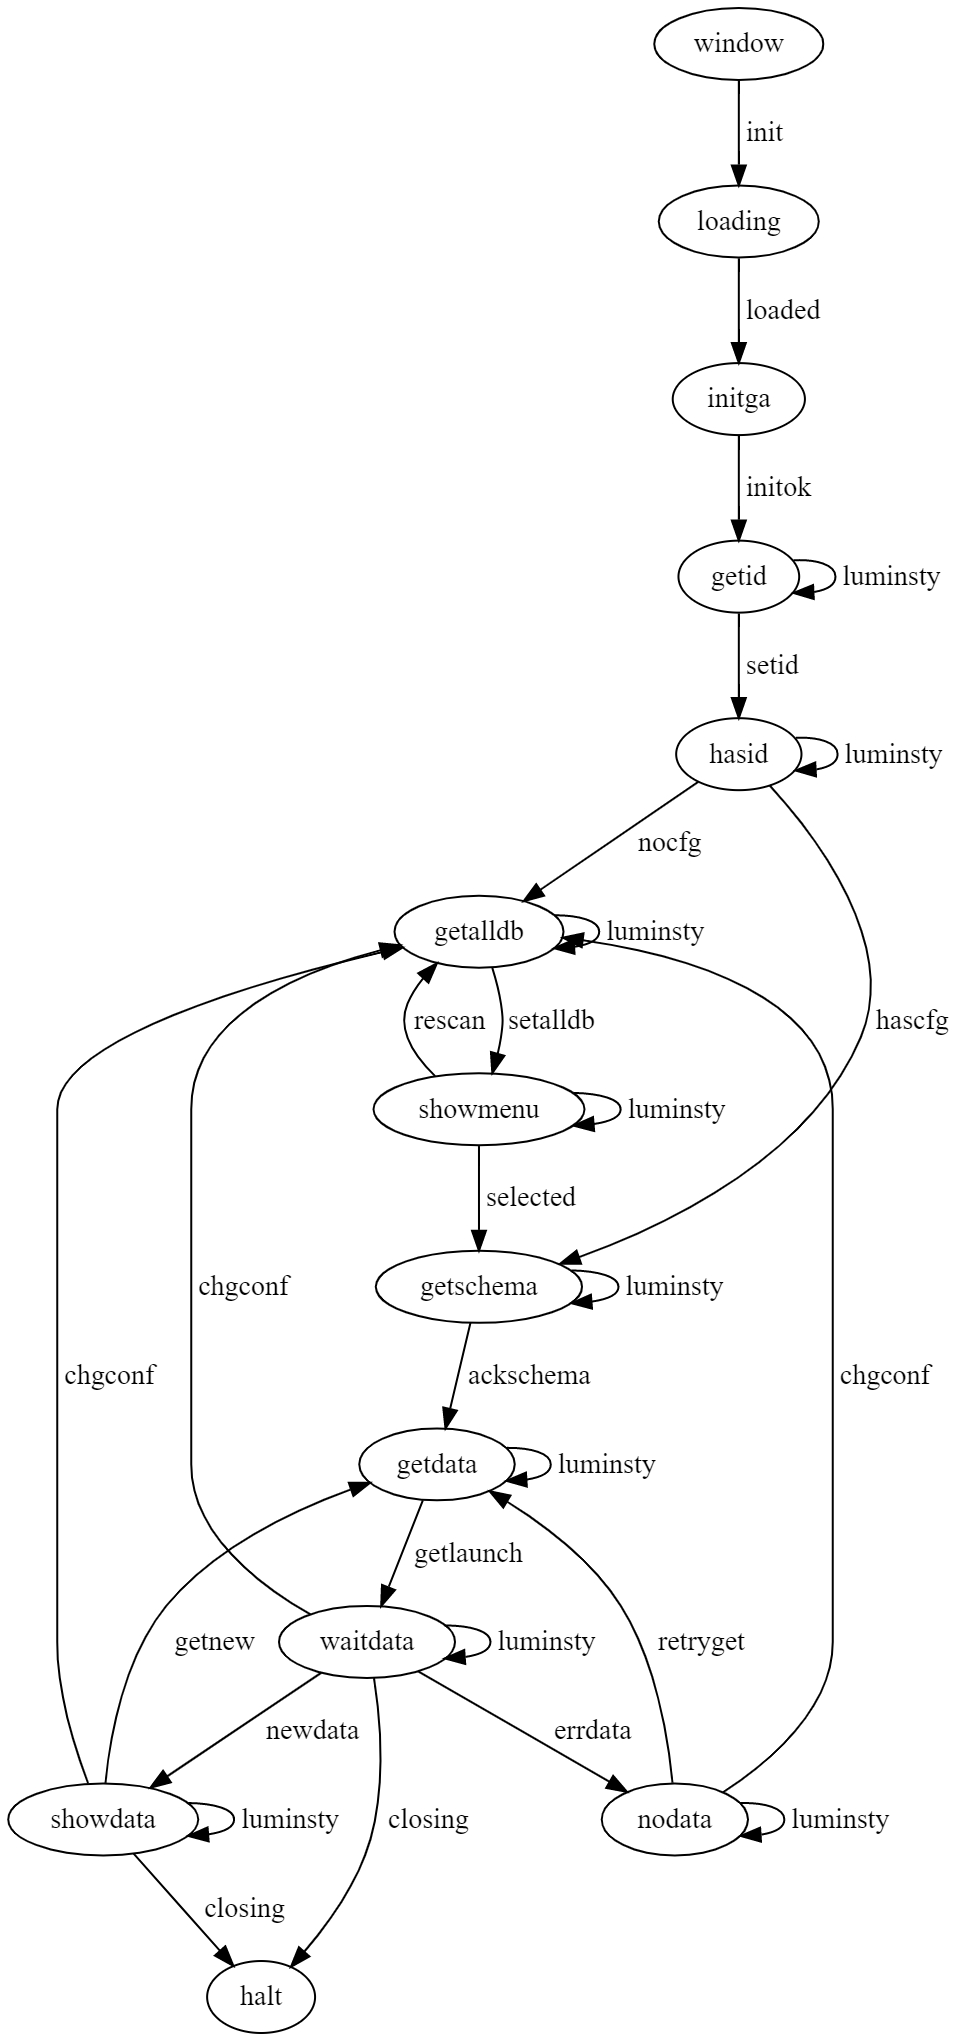 window
init
loading
loaded
initga
initok
getid
luminsty
setid
hasid
luminsty
nocfg
getalldb
luminsty
rescan
setalldb
hascfg
showmenu
luminsty
selected
chgconf
getschema
luminsty
chgconf
ackschema
chgconf
getdata
luminsty
getlaunch
getnew
waitdata
luminsty
retryget
newdata
errdata
showdata
luminsty
closing
nodata
luminsty
closing
halt